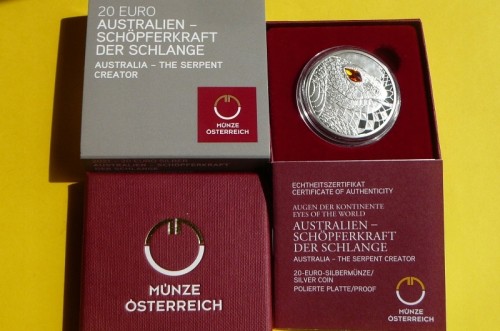 20 EURO
AUSTRALIEN –
SCHÖPFERKRAFT
DER SCHLANGE
AUSTRALIA – THE SERPENT
CREATOR
MÜNZE
ÖSTERREICH
MÜNZE
ÖSTERREICH
ECHTHEITSZERTIFIKAT
CERTIFICATE OF AUTHENTICITY
AUGEN DER KONTINENTE
EYES OF THE WORLD
AUSTRALIEN –
SCHÖPFERKRAFT
DER SCHLANGE
AUSTRALIA – THE SERPENT CREATOR
20-EURO-SILBERMÜNZE/
SILVER COIN
POLIERTE PLATTE/PROOF
MÜNZE
ÖSTERREICH